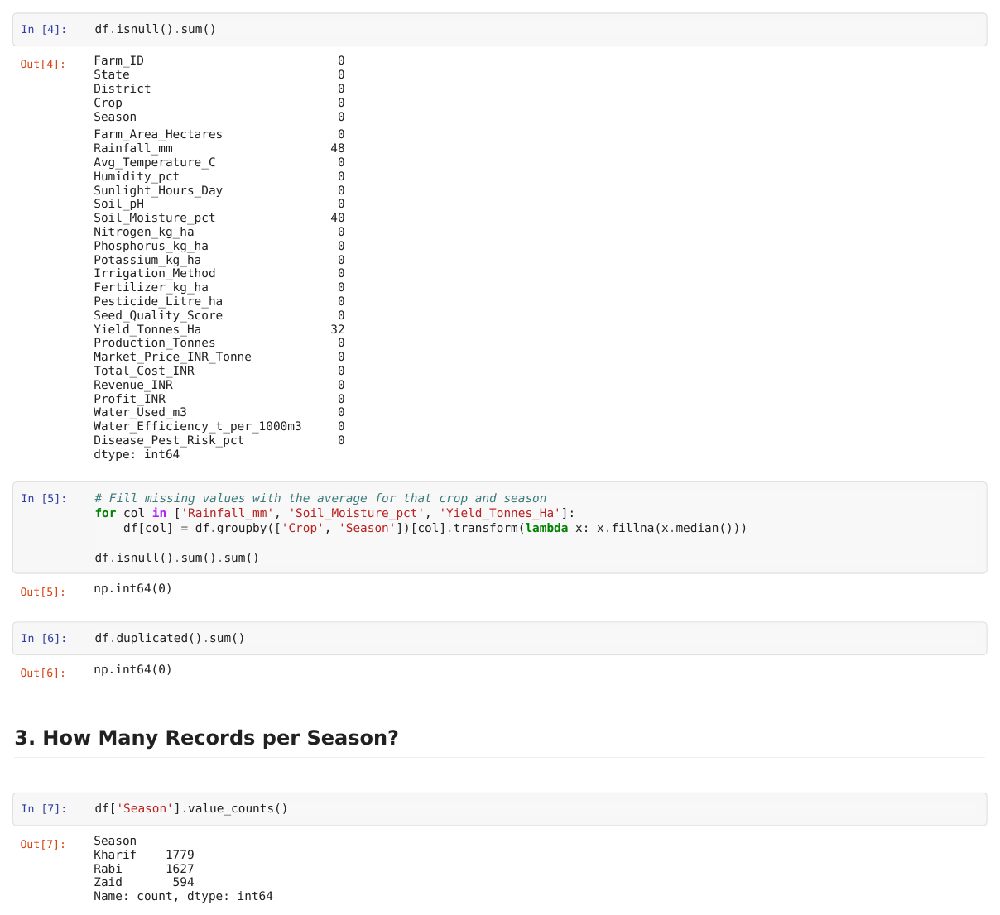 In [4]: df.isnull().sum()
Out[4]: Farm_ID                           0
State                             0
District                          0
Crop                              0
Season                            0
Farm_Area_Hectares                0
Rainfall_mm                      48
Avg_Temperature_C                 0
Humidity_pct                      0
Sunlight_Hours_Day                0
Soil_pH                           0
Soil_Moisture_pct                40
Nitrogen_kg_ha                    0
Phosphorus_kg_ha                  0
Potassium_kg_ha                   0
Irrigation_Method                 0
Fertilizer_kg_ha                  0
Pesticide_Litre_ha                0
Seed_Quality_Score                0
Yield_Tonnes_Ha                  32
Production_Tonnes                 0
Market_Price_INR_Tonne            0
Total_Cost_INR                    0
Revenue_INR                       0
Profit_INR                        0
Water_Used_m3                     0
Water_Efficiency_t_per_1000m3     0
Disease_Pest_Risk_pct             0
dtype: int64
In [5]: # Fill missing values with the average for that crop and season
for col in ['Rainfall_mm', 'Soil_Moisture_pct', 'Yield_Tonnes_Ha']:
    df[col] = df.groupby(['Crop', 'Season'])[col].transform(lambda x: x.fillna(x.median()))
df.isnull().sum().sum()
Out[5]: np.int64(0)
In [6]: df.duplicated().sum()
Out[6]: np.int64(0)
3. How Many Records per Season?
In [7]: df['Season'].value_counts()
Out[7]: Season
Kharif    1779
Rabi      1627
Zaid       594
Name: count, dtype: int64